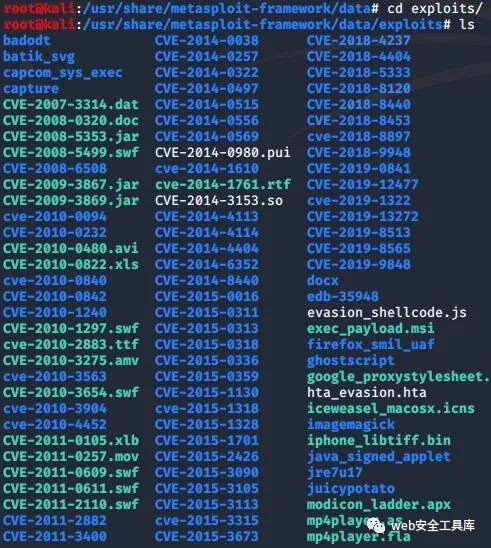 root@kali:/usr/share/metasploit-framework/data# cd exploits/
root@kali:/usr/share/metasploit-framework/data/exploits# ls
badodt CVE-2014-0038 CVE-2018-4237
batik_svg CVE-2014-0257 CVE-2018-4404
capcom_sys_exec CVE-2014-0322 CVE-2018-5333
capture CVE-2014-0497 CVE-2018-8120
CVE-2007-3314.dat CVE-2014-0515 CVE-2018-8440
CVE-2008-0320.doc CVE-2014-0556 CVE-2018-8453
CVE-2008-5353.jar CVE-2014-0569 cve-2018-8897
CVE-2008-5499.swf CVE-2014-0980.pui CVE-2018-9948
CVE-2008-6508 cve-2014-1610 CVE-2019-0841
CVE-2009-3867.jar cve-2014-1761.rtf CVE-2019-12477
CVE-2009-3869.jar CVE-2014-3153.so cve-2019-1322
cve-2010-0094 CVE-2014-4113 CVE-2019-13272
CVE-2010-0232 CVE-2014-4114 CVE-2019-8513
CVE-2010-0480.avi CVE-2014-4404 CVE-2019-8565
CVE-2010-0822.xls CVE-2014-6352 CVE-2019-9848
cve-2010-0840 CVE-2014-8440 docx
CVE-2010-0842 CVE-2015-0016 edb-35948
CVE-2010-1240 CVE-2015-0311 evasion_shellcode.js
CVE-2010-1297.swf CVE-2015-0313 exec_payload.msi
cve-2010-2883.ttf CVE-2015-0318 firefox_smil_uaf
CVE-2010-3275.amv CVE-2015-0336 ghostscript
cve-2010-3563 CVE-2015-0359 google_proxystylesheet.
CVE-2010-3654.swf CVE-2015-1130 hta_evasion.hta
cve-2010-3904 cve-2015-1318 iceweasel_macosx.icns
cve-2010-4452 CVE-2015-1328 imagemagick
CVE-2011-0105.xlb CVE-2015-1701 iphone_libtiff.bin
CVE-2011-0257.mov CVE-2015-2426 java_signed_applet
CVE-2011-0609.swf CVE-2015-3090 jre7u17
CVE-2011-0611.swf CVE-2015-3105 juicypotato
CVE-2011-2110.swf CVE-2015-3113 modicon_ladder.apx
CVE-2011-2882 cve-2015-3315 mp4player.as
CVE-2011-3400 CVE-2015-3673 mp4player.fla
web安全工具库